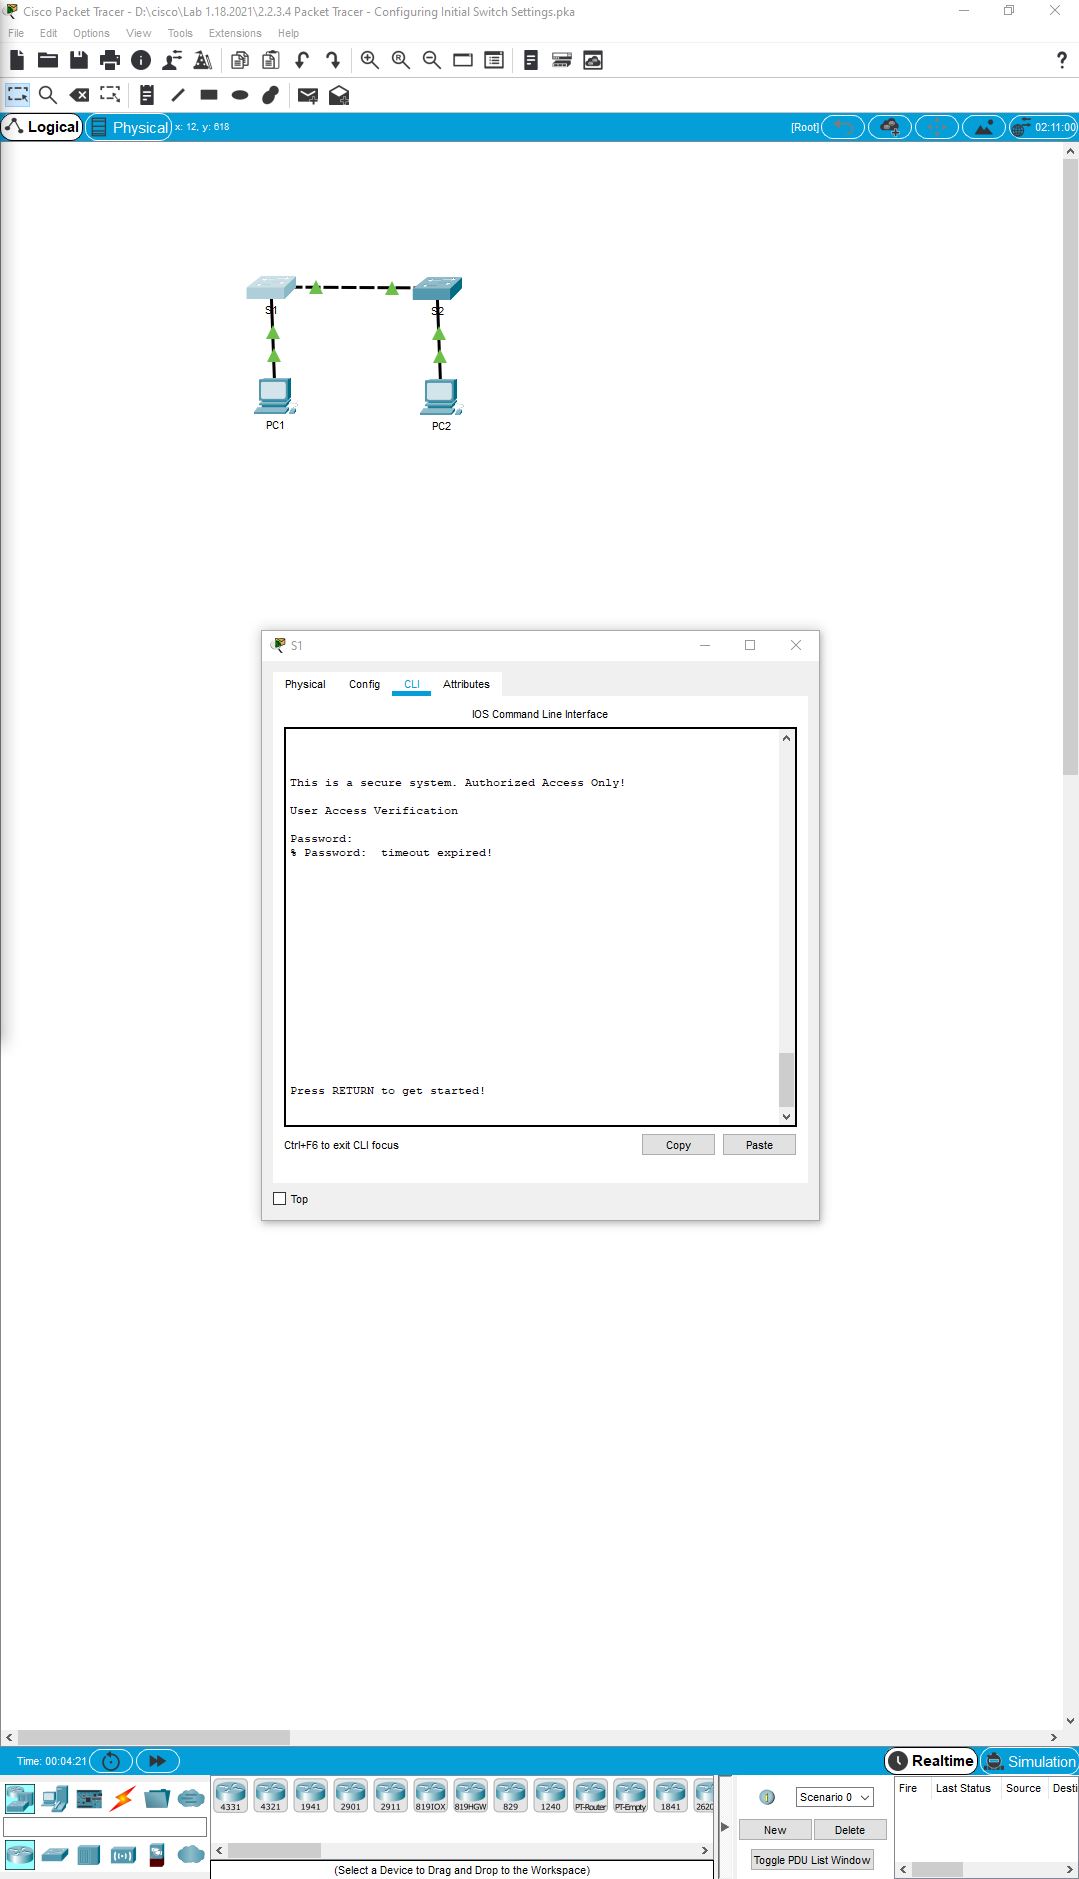 Cisco Packet Tracer - D:\cisco\Lab 1.18.2021\2.2.3.4 Packet Tracer - Configuring Initial Switch Settings.pka
File Edit Options View Tools Extensions Help
?
Logical Physical x: 12, y: 618 [Root] 02:11:00
S1 S2
PC1 PC2
S1
Physical Config CLI Attributes
IOS Command Line Interface
This is a secure system. Authorized Access Only!
User Access Verification
Password:
% Password:  timeout expired!
Press RETURN to get started!
Ctrl+F6 to exit CLI focus Copy Paste
Top
Time: 00:04:21 Realtime Simulation
4331 4321 1941 2901 2911 819IOX 819HGW 829 1240 PT-Router PT-Empty 1841 262
Scenario 0
Fire Last Status Source Desti
New Delete
Toggle PDU List Window
(Select a Device to Drag and Drop to the Workspace)